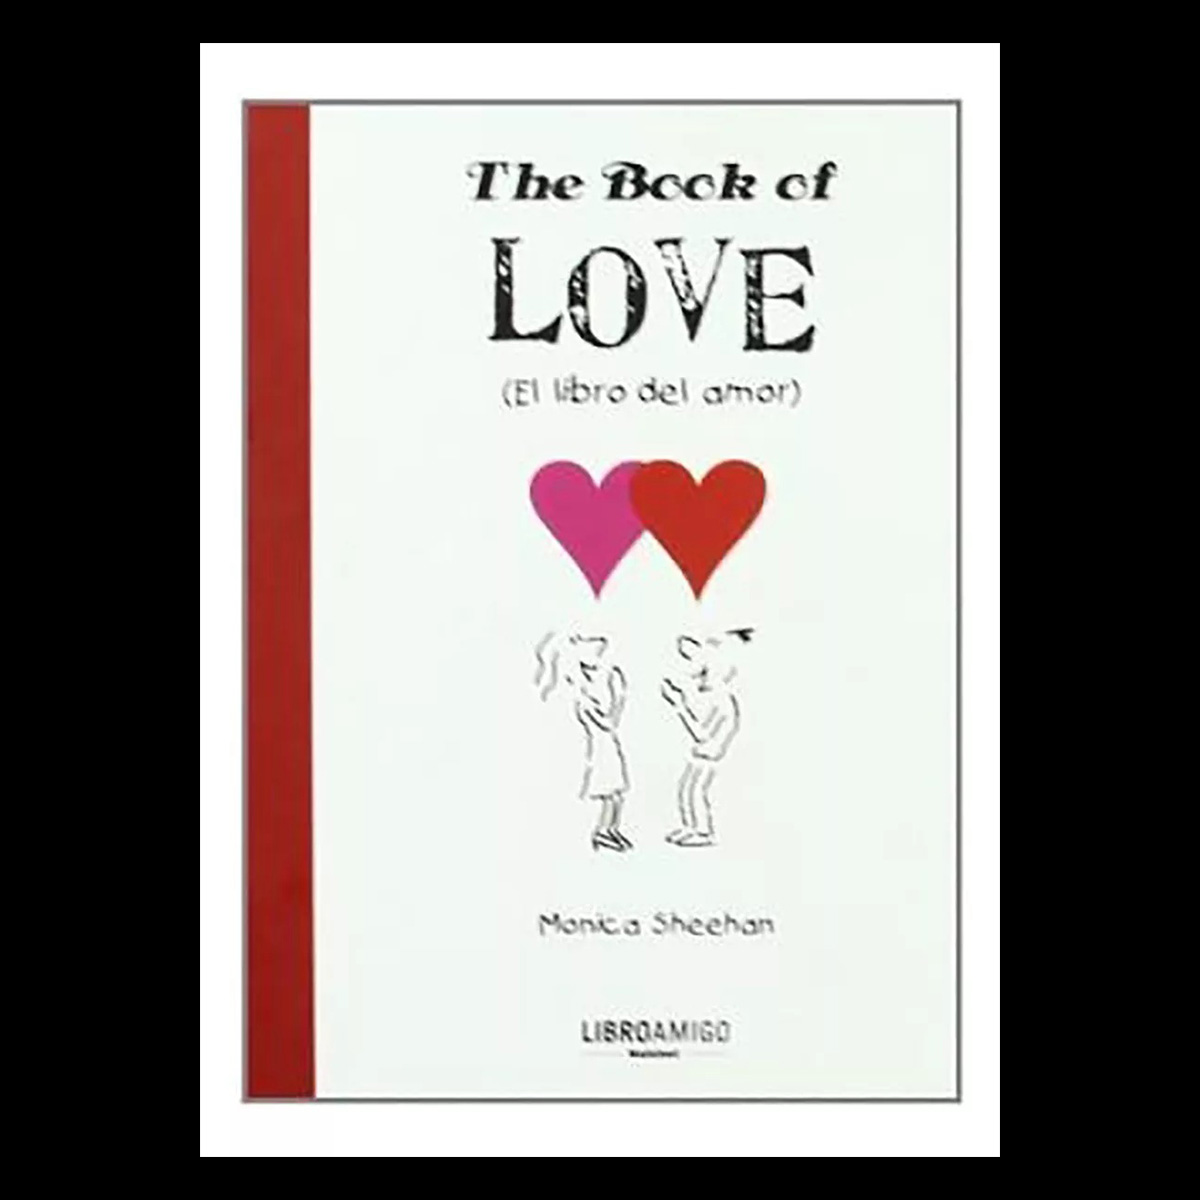 The Book of
LOVE
(El libro del amor)
Monica Sheehan
LIBROAMIGO